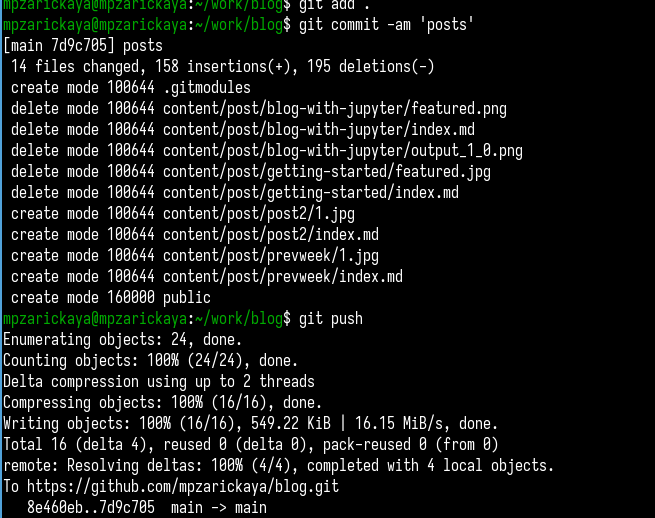 mpzarickaya@mpzarickaya:~/work/blog$ git add .
mpzarickaya@mpzarickaya:~/work/blog$ git commit -am 'posts'
[main 7d9c705] posts
 14 files changed, 158 insertions(+), 195 deletions(-)
 create mode 100644 .gitmodules
 delete mode 100644 content/post/blog-with-jupyter/featured.png
 delete mode 100644 content/post/blog-with-jupyter/index.md
 delete mode 100644 content/post/blog-with-jupyter/output_1_0.png
 delete mode 100644 content/post/getting-started/featured.jpg
 delete mode 100644 content/post/getting-started/index.md
 create mode 100644 content/post/post2/1.jpg
 create mode 100644 content/post/post2/index.md
 create mode 100644 content/post/prevweek/1.jpg
 create mode 100644 content/post/prevweek/index.md
 create mode 160000 public
mpzarickaya@mpzarickaya:~/work/blog$ git push
Enumerating objects: 24, done.
Counting objects: 100% (24/24), done.
Delta compression using up to 2 threads
Compressing objects: 100% (16/16), done.
Writing objects: 100% (16/16), 549.22 KiB | 16.15 MiB/s, done.
Total 16 (delta 4), reused 0 (delta 0), pack-reused 0 (from 0)
remote: Resolving deltas: 100% (4/4), completed with 4 local objects.
To https://github.com/mpzarickaya/blog.git
   8e460eb..7d9c705  main -> main